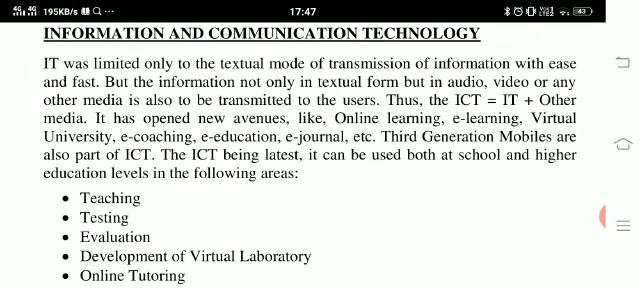 195KB/s 17:47 43
INFORMATION AND COMMUNICATION TECHNOLOGY
IT was limited only to the textual mode of transmission of information with ease
and fast. But the information not only in textual form but in audio, video or any
other media is also to be transmitted to the users. Thus, the ICT = IT + Other
media. It has opened new avenues, like, Online learning, e-learning, Virtual
University, e-coaching, e-education, e-journal, etc. Third Generation Mobiles are
also part of ICT. The ICT being latest, it can be used both at school and higher
education levels in the following areas:
• Teaching
• Testing
• Evaluation
• Development of Virtual Laboratory
• Online Tutoring